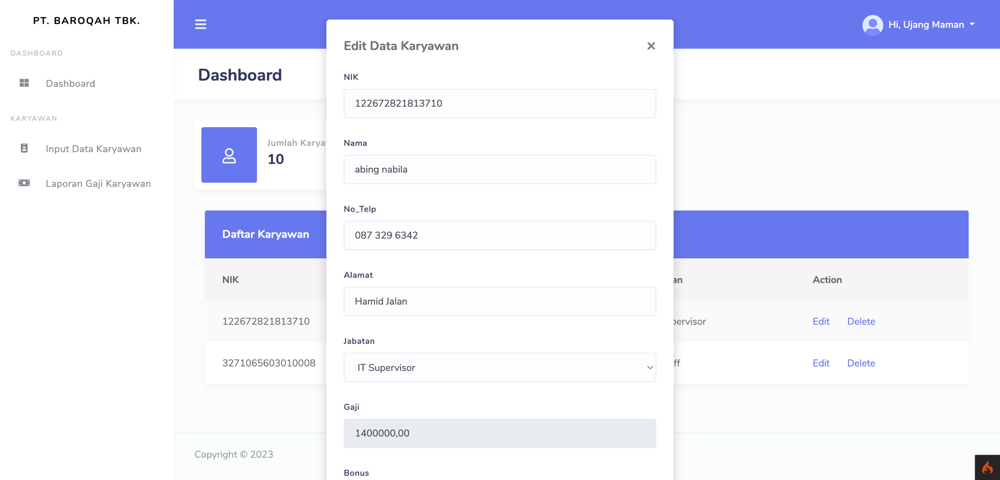 PT. BAROQAH TBK.
DASHBOARD
Dashboard
KARYAWAN
Input Data Karyawan
Laporan Gaji Karyawan
Hi, Ujang Maman
Dashboard
Jumlah Karya
10
Daftar Karyawan
NIK an Action
122672821813710 pervisor Edit Delete
3271065603010008 ff Edit Delete
Copyright © 2023
Edit Data Karyawan
NIK
122672821813710
Nama
abing nabila
No_Telp
087 329 6342
Alamat
Hamid Jalan
Jabatan
IT Supervisor
Gaji
1400000,00
Bonus